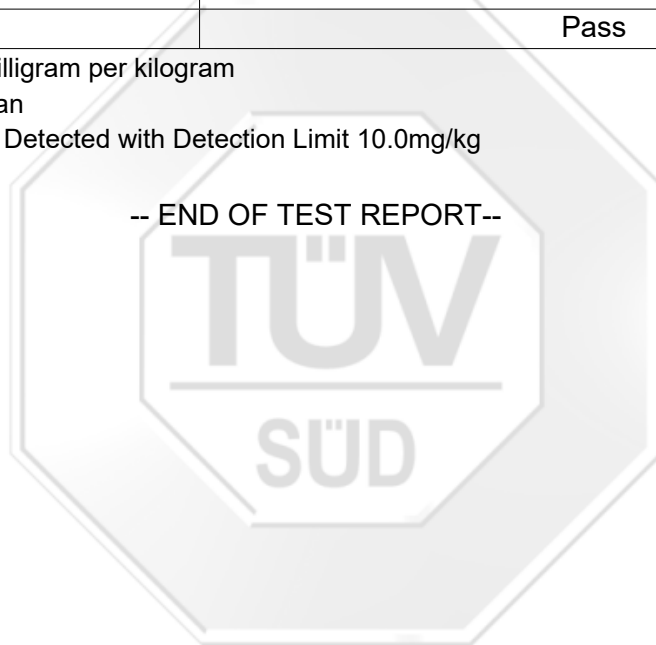 Pass
illigram per kilogram
an
Detected with Detection Limit 10.0mg/kg
-- END OF TEST REPORT--
TÜV
SÜD